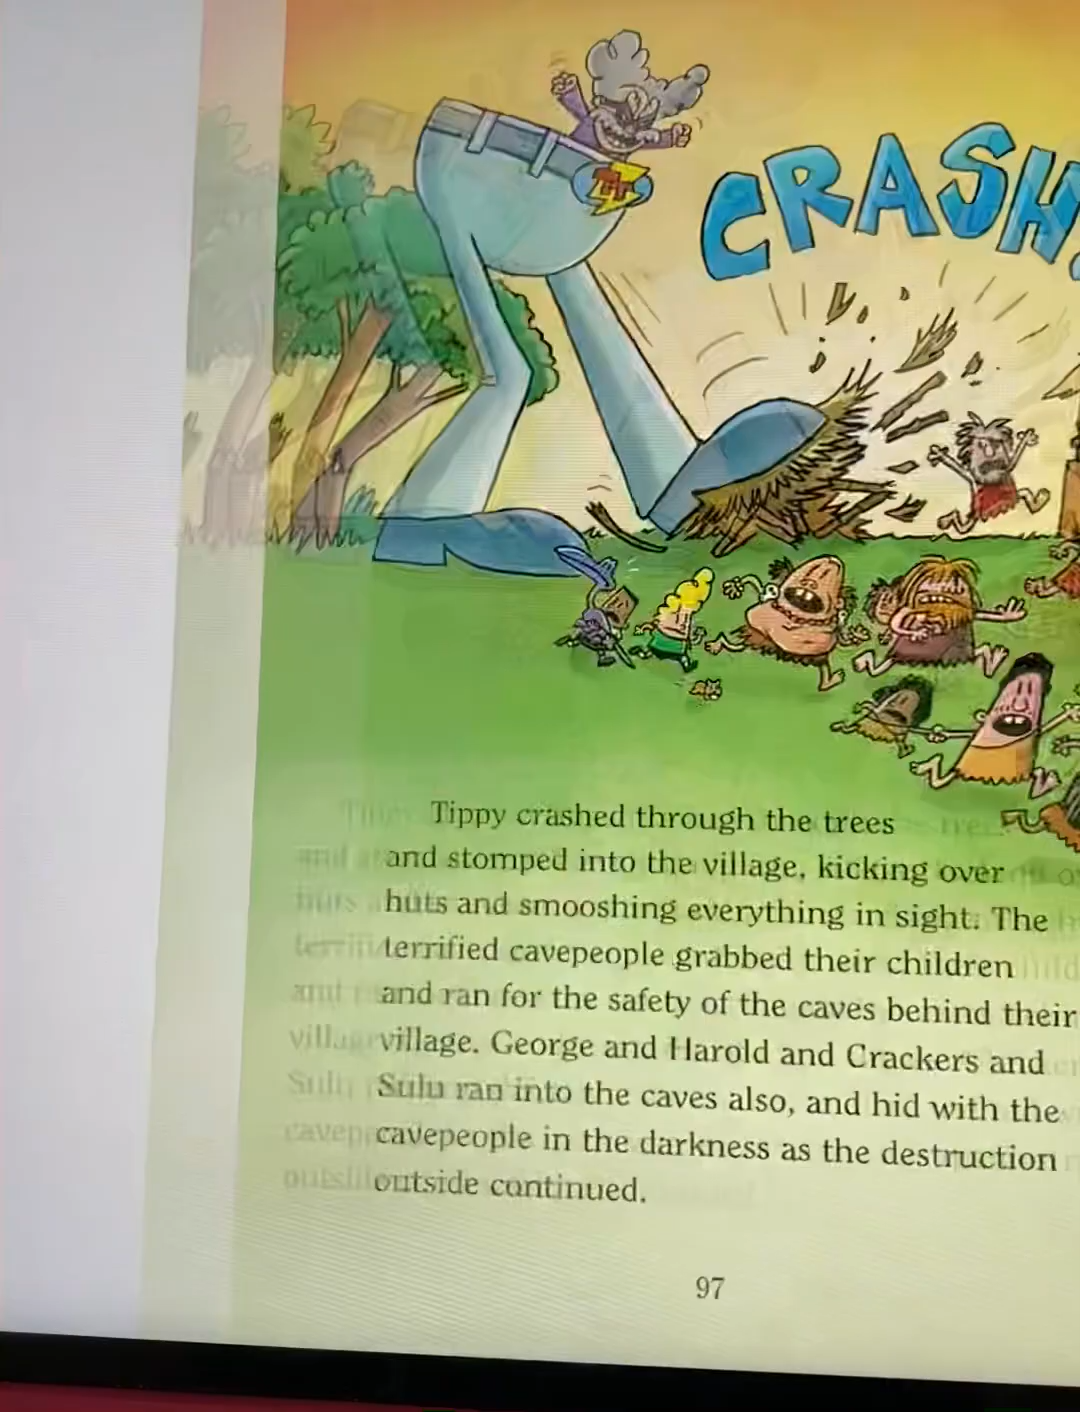 CRASH!
Tippy crashed through the trees
and stomped into the village, kicking over
huts and smooshing everything in sight. The
terrified cavepeople grabbed their children
and ran for the safety of the caves behind their
village. George and Harold and Crackers and
Sulu ran into the caves also, and hid with the
cavepeople in the darkness as the destruction
outside continued.
97